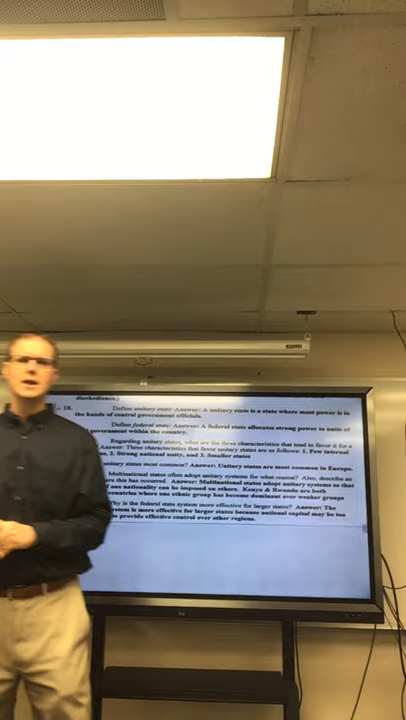 disobedience.)
18. Define unitary state: Answer: A unitary state is a state where most power is in
the hands of central government officials.
Define federal state: Answer: A federal state allocates strong power to units of
government within the country.
Regarding unitary states, what are the three characteristics that tend to favor it for a
Answer: Three characteristics that favor unitary states are as follows: 1. Few internal
2. Strong national unity, and 3. Smaller states
unitary states most common? Answer: Unitary states are most common in Europe.
Multinational states often adopt unitary systems for what reason? Also, describe an
this has occurred. Answer: Multinational states adopt unitary systems so that
of one nationality can be imposed on others. Kenya & Rwanda are both
countries where one ethnic group has become dominant over weaker groups
Why is the federal state system more effective for larger states? Answer: The
system is more effective for larger states because national capital may be too
provide effective control over other regions.